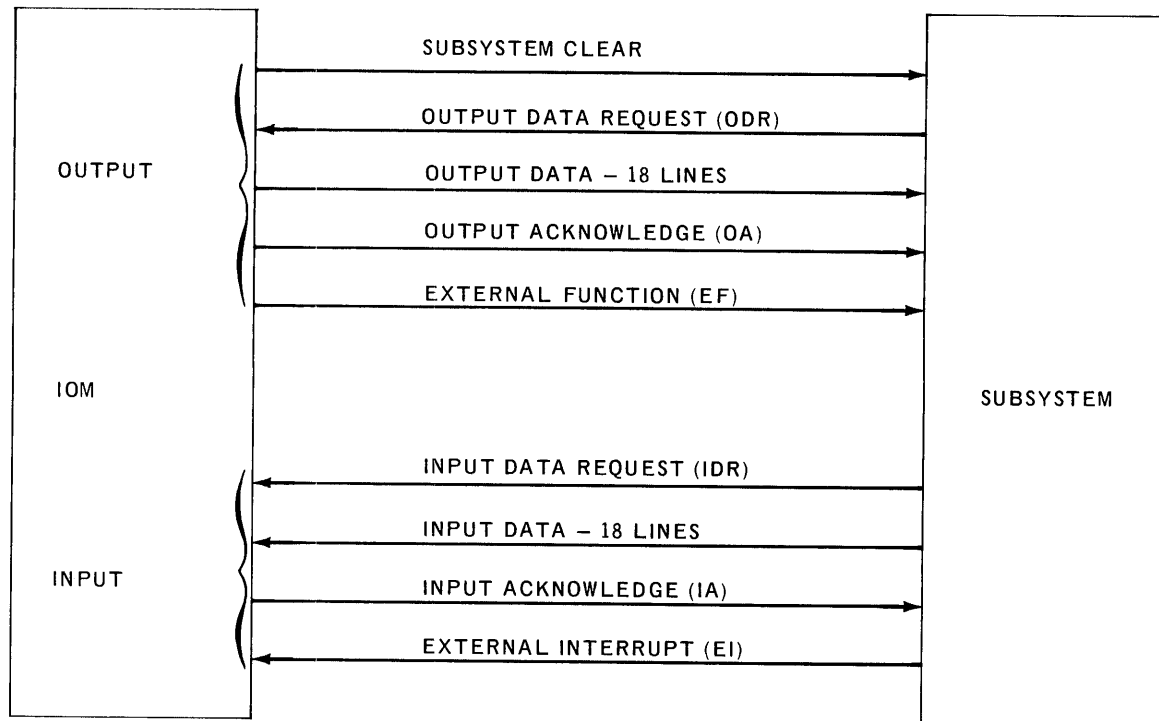 SUBSYSTEM CLEAR
OUTPUT DATA REQUEST (ODR)
OUTPUT
OUTPUT DATA – 18 LINES
OUTPUT ACKNOWLEDGE (OA)
EXTERNAL FUNCTION (EF)
IOM
SUBSYSTEM
INPUT DATA REQUEST (IDR)
INPUT DATA – 18 LINES
INPUT
INPUT ACKNOWLEDGE (IA)
EXTERNAL INTERRUPT (EI)